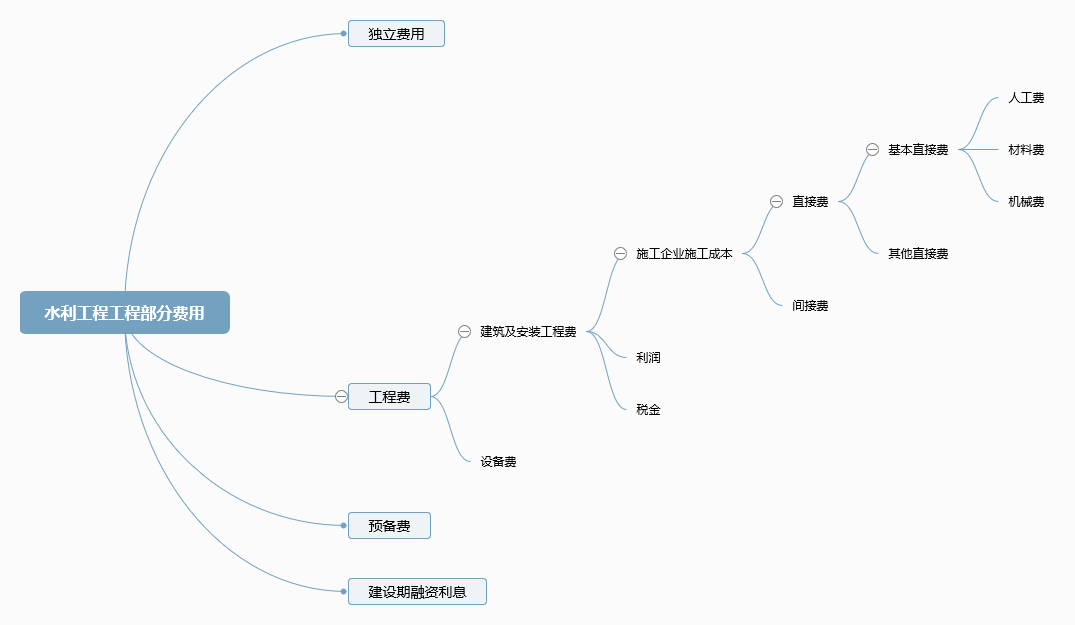 水利工程工程部分费用
独立费用
工程费
建筑及安装工程费
施工企业施工成本
直接费
基本直接费
人工费
材料费
机械费
其他直接费
间接费
利润
税金
设备费
预备费
建设期融资利息